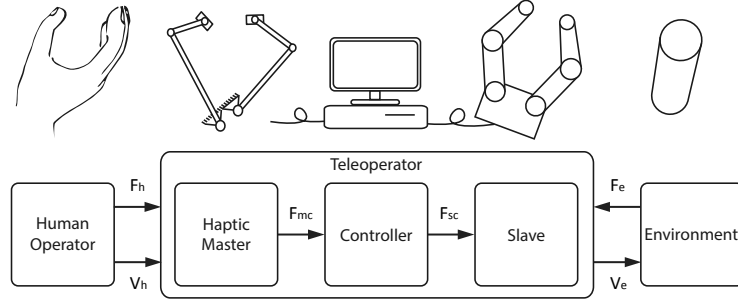 Teleoperator
Fh
Fmc
Fsc
Fe
Human
Operator
Haptic
Master
Controller
Slave
Environment
Vh
Ve